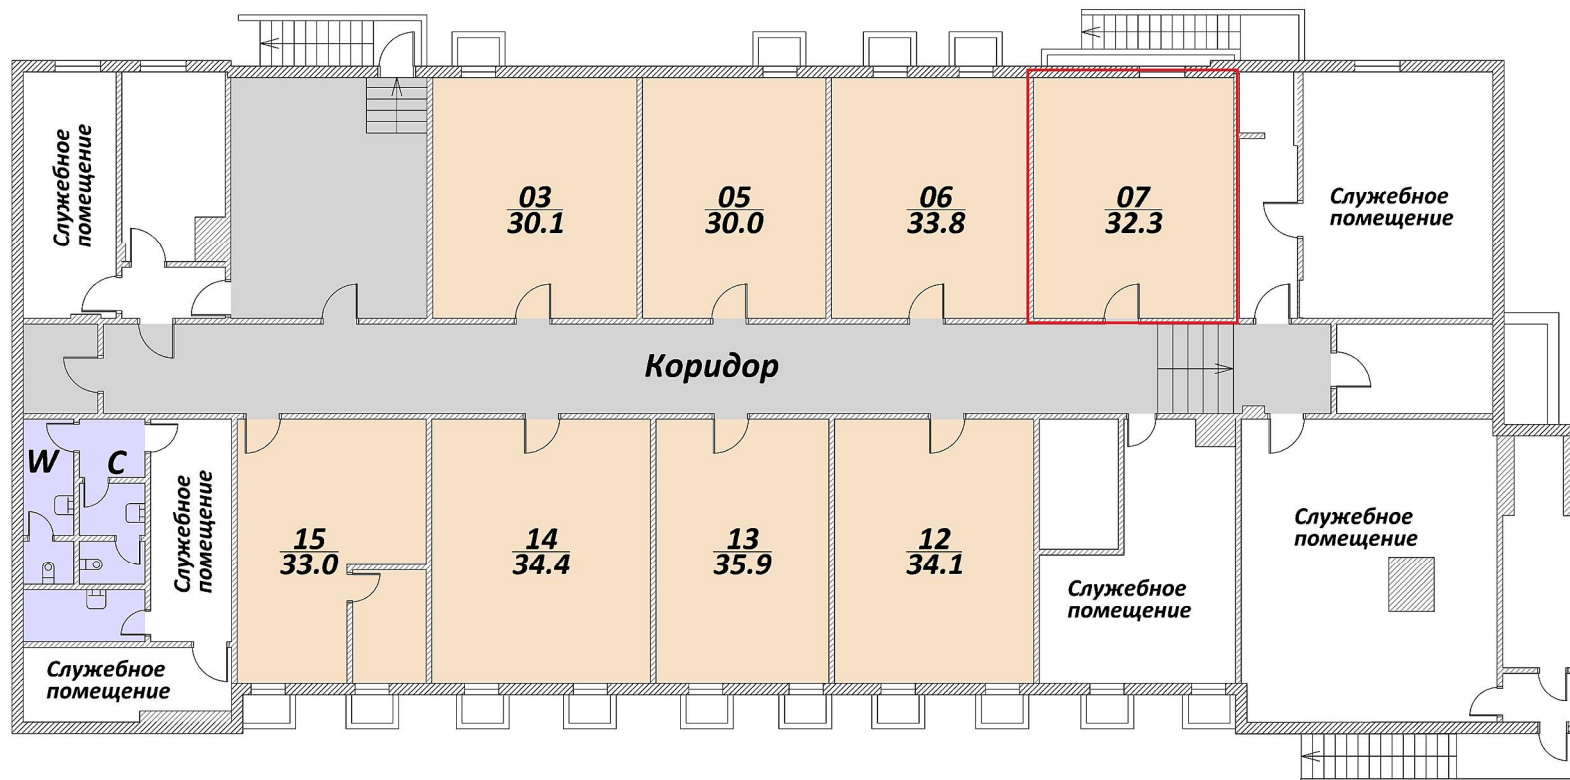 Служебное
помещение
03
30.1
05
30.0
06
33.8
07
32.3
Служебное
помещение
Коридор
W C
Служебное
помещение
15
33.0
14
34.4
13
35.9
12
34.1
Служебное
помещение
Служебное
помещение
Служебное
помещение